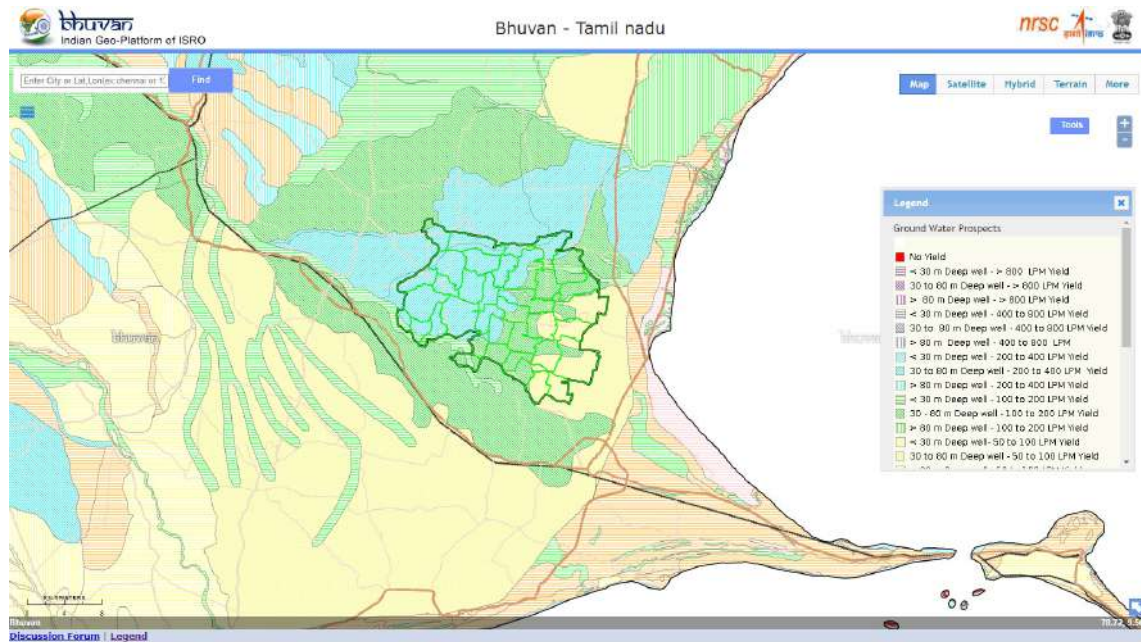 bhuvan
Indian Geo-Platform of ISRO
Bhuvan - Tamil nadu
nrsc
Find
Map
Satellite
Hybrid
Terrain
More
Tools
+
-
Legend
Ground Water Prospects
No Yield
< 30 m Deep well - > 800 LPM Yield
30 to 80 m Deep well - > 800 LPM Yield
> 80 m Deep well - > 800 LPM Yield
< 30 m Deep well - 400 to 800 LPM Yield
30 to 80 m Deep well - 400 to 800 LPM Yield
> 80 m Deep well - 400 to 800 LPM
< 30 m Deep well - 200 to 400 LPM Yield
30 to 80 m Deep well - 200 to 400 LPM Yield
> 80 m Deep well - 200 to 400 LPM Yield
< 30 m Deep well - 100 to 200 LPM Yield
30 - 80 m Deep well - 100 to 200 LPM Yield
> 80 m Deep well - 100 to 200 LPM Yield
< 30 m Deep well- 50 to 100 LPM Yield
30 to 80 m Deep well - 50 to 100 LPM Yield
bhuvan
bhuvan
Bhuvan
Discussion Forum | Legend